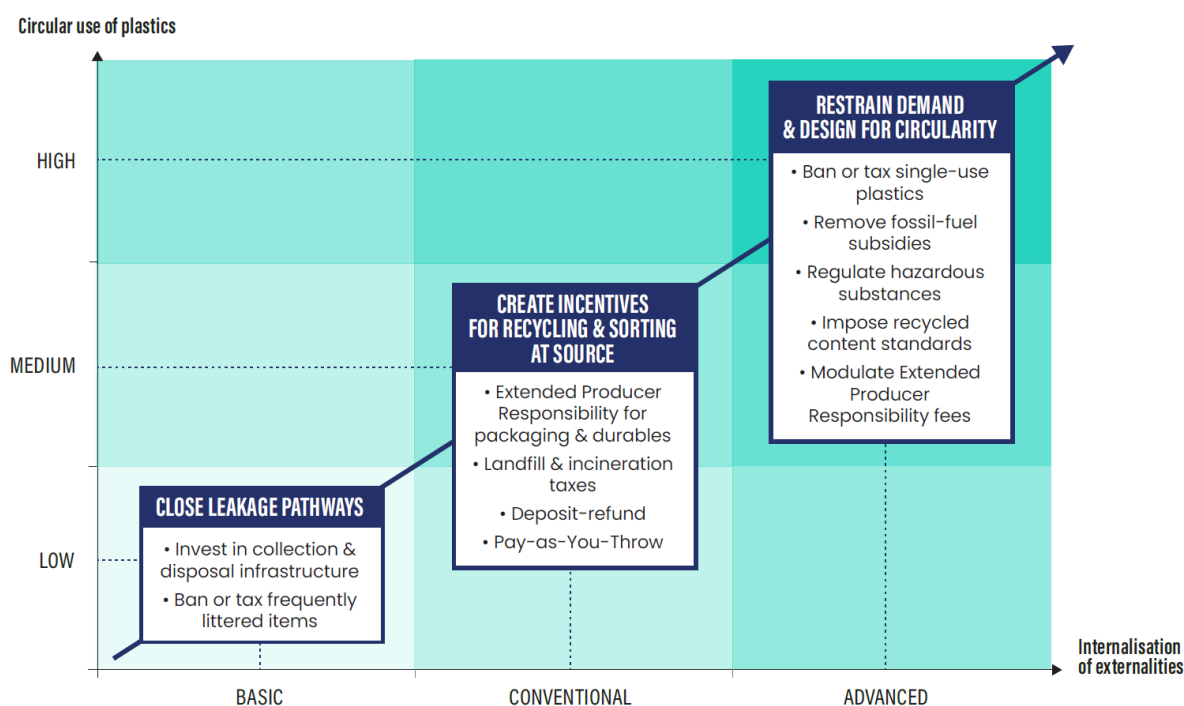 Circular use of plastics
HIGH
MEDIUM
LOW
RESTRAIN DEMAND
& DESIGN FOR CIRCULARITY
• Ban or tax single-use
plastics
• Remove fossil-fuel
subsidies
• Regulate hazardous
substances
• Impose recycled
content standards
• Modulate Extended
Producer
Responsibility fees
CREATE INCENTIVES
FOR RECYCLING & SORTING
AT SOURCE
• Extended Producer
Responsibility for
packaging & durables
• Landfill & incineration
taxes
• Deposit-refund
• Pay-as-You-Throw
CLOSE LEAKAGE PATHWAYS
• Invest in collection &
disposal infrastructure
• Ban or tax frequently
littered items
Internalisation
of externalities
BASIC
CONVENTIONAL
ADVANCED